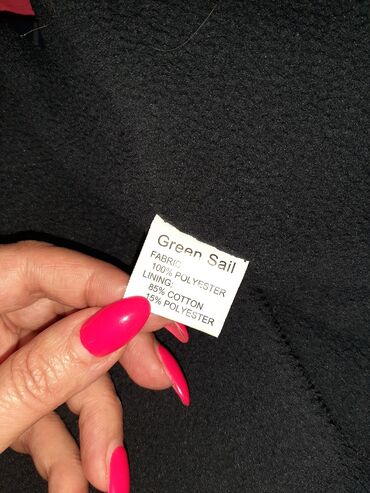 Green Sail
FABRIC:
100% POLYESTER
LINING:
85% COTTON
15% POLYESTER